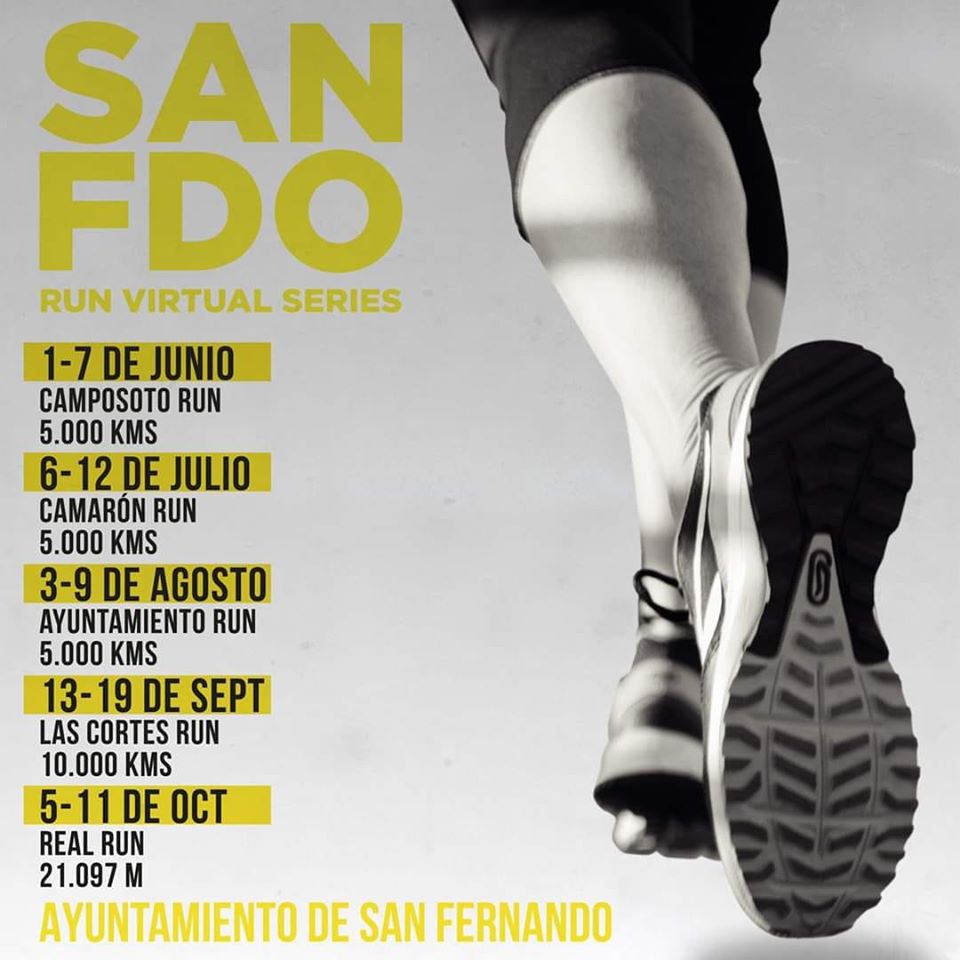 SAN
FDO
RUN VIRTUAL SERIES
1-7 DE JUNIO
CAMPOSOTO RUN
5.000 KMS
6-12 DE JULIO
CAMARÓN RUN
5.000 KMS
3-9 DE AGOSTO
AYUNTAMIENTO RUN
5.000 KMS
13-19 DE SEPT
LAS CORTES RUN
10.000 KMS
5-11 DE OCT
REAL RUN
21.097 M
AYUNTAMIENTO DE SAN FERNANDO